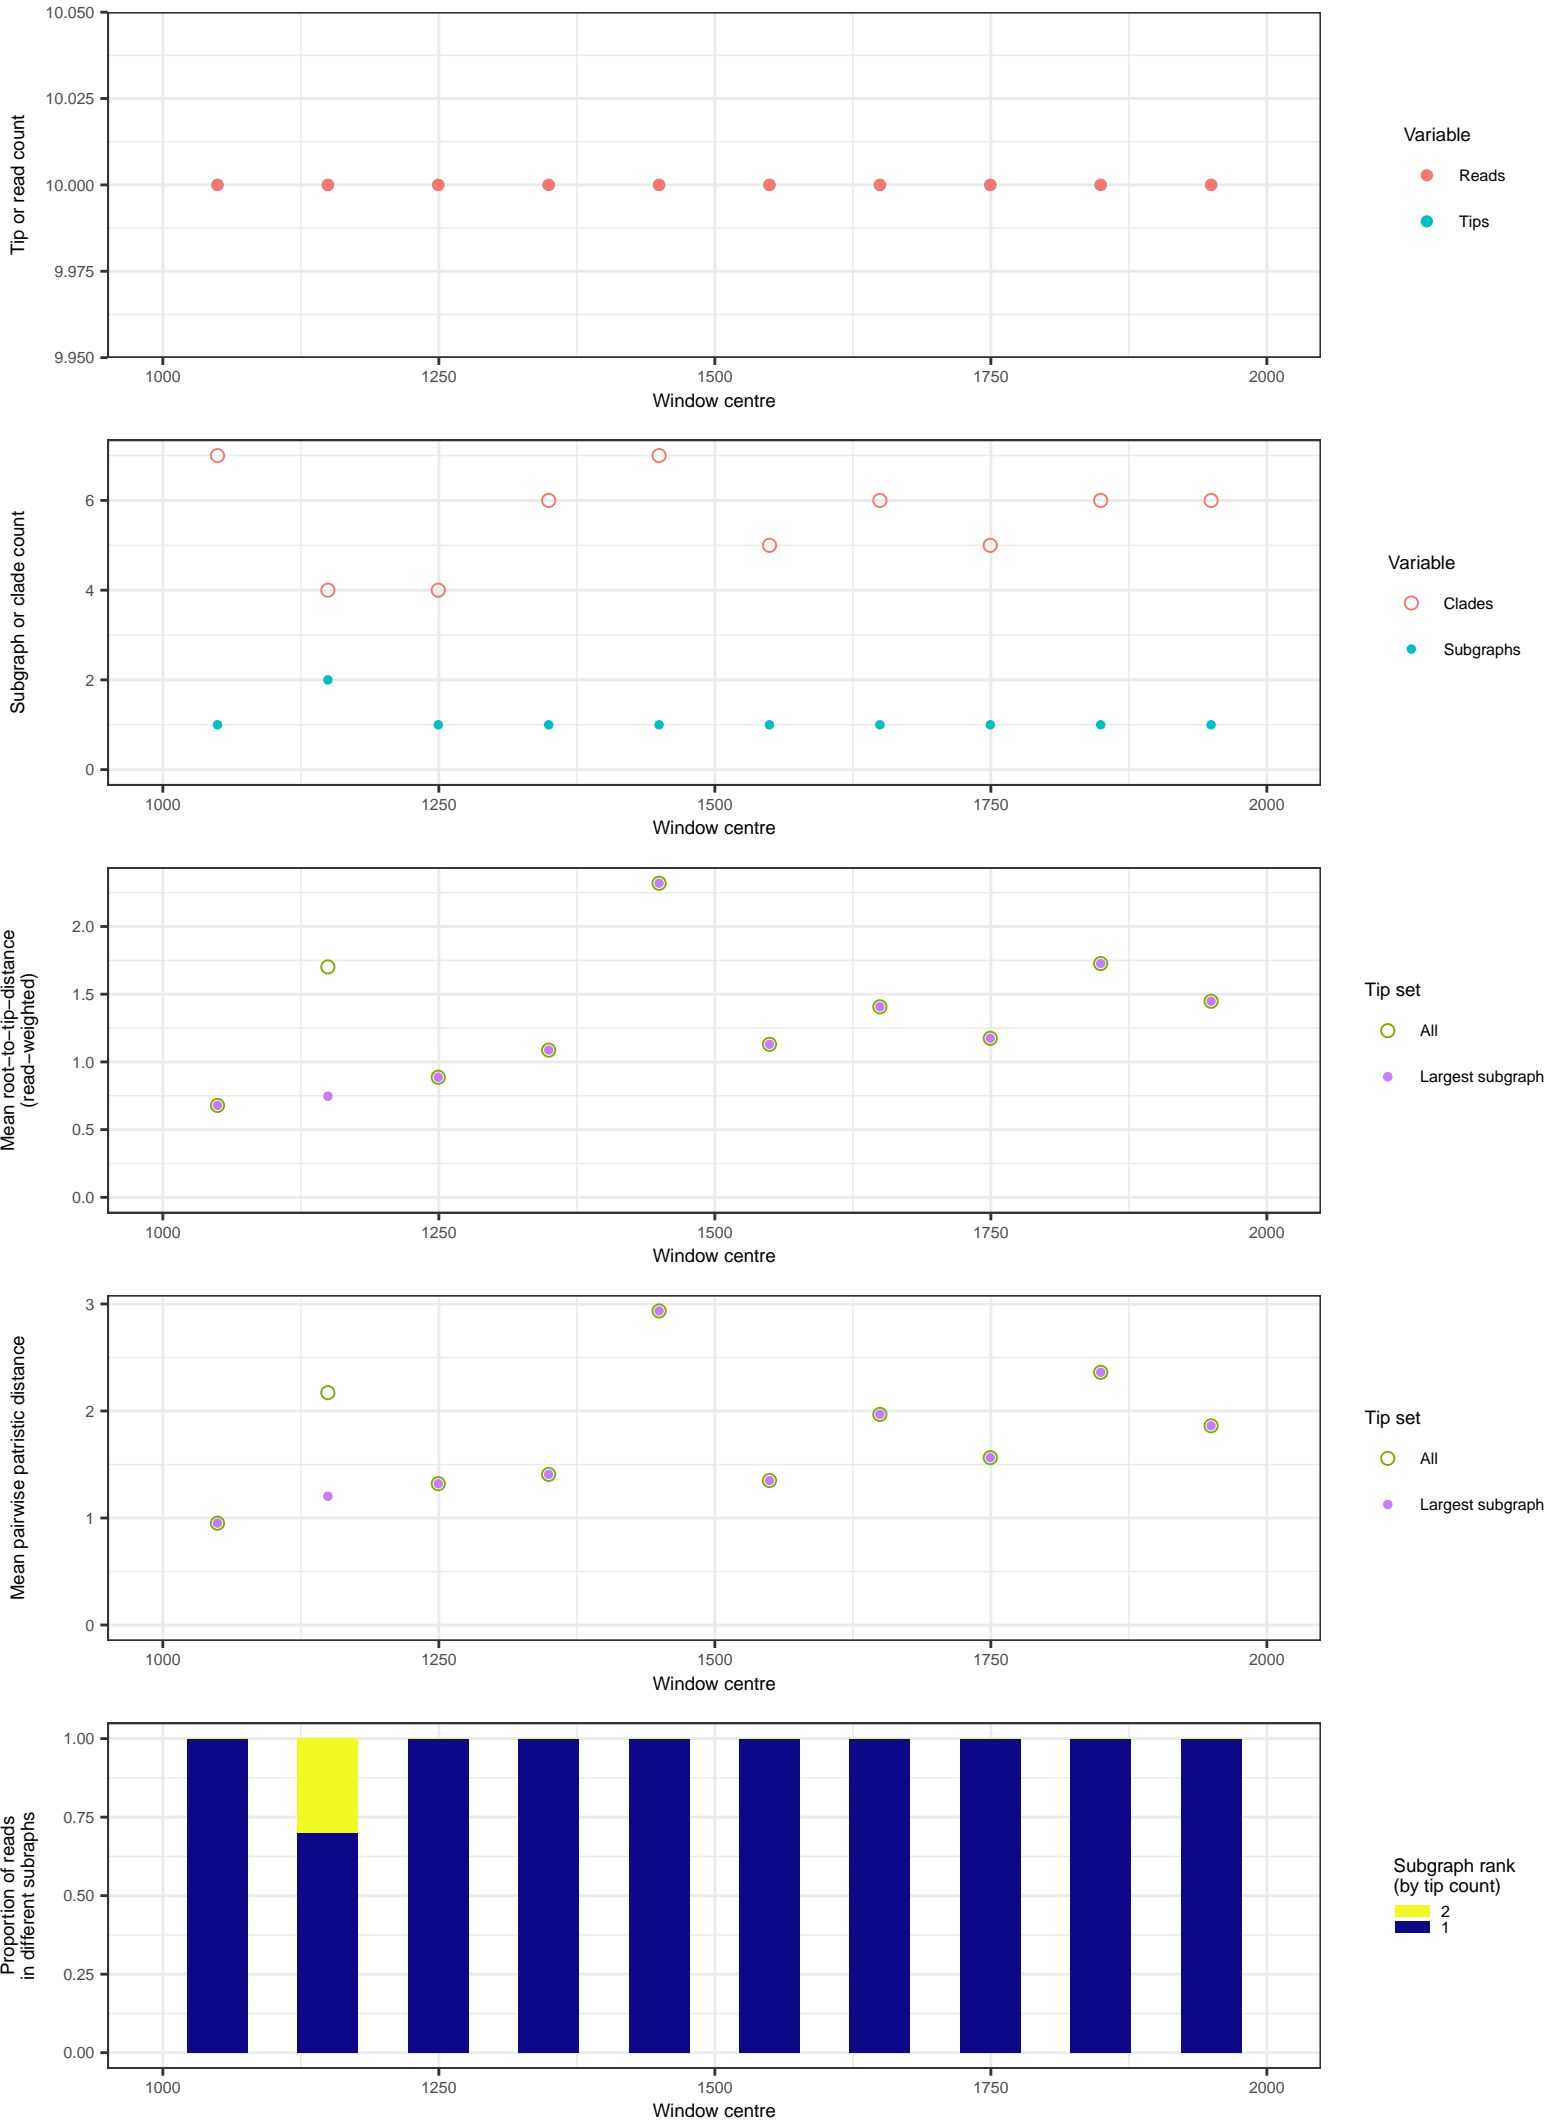 10.050
10.025
10.000
9.975
9.950
Tip or read count
1000 1250 1500 1750 2000
Window centre
Variable
Reads
Tips
6
4
2
0
Subgraph or clade count
1000 1250 1500 1750 2000
Window centre
Variable
Clades
Subgraphs
2.0
1.5
1.0
0.5
0.0
Mean root−to−tip−distance
(read−weighted)
1000 1250 1500 1750 2000
Window centre
Tip set
All
Largest subgraph
3
2
1
0
Mean pairwise patristic distance
1000 1250 1500 1750 2000
Window centre
Tip set
All
Largest subgraph
1.00
0.75
0.50
0.25
0.00
Proportion of reads
in different subraphs
1000 1250 1500 1750 2000
Window centre
Subgraph rank
(by tip count)
2
1